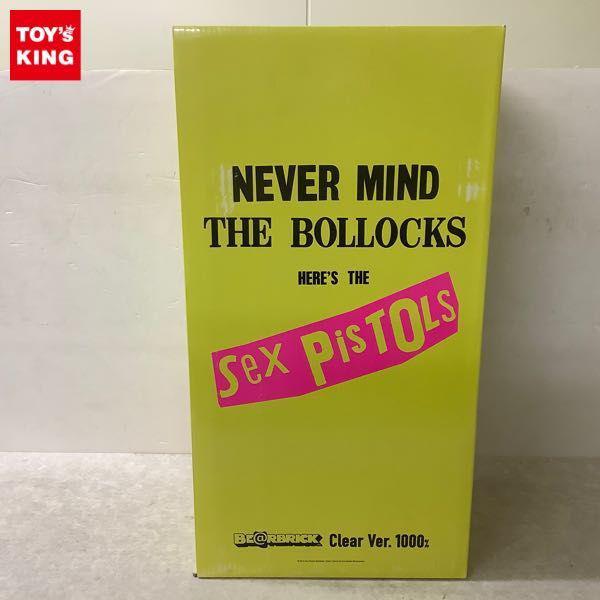 TOY's
KING
NEVER MIND
THE BOLLOCKS
HERE'S THE
Sex PiSTOLs
BE@RBRICK Clear Ver. 1000%